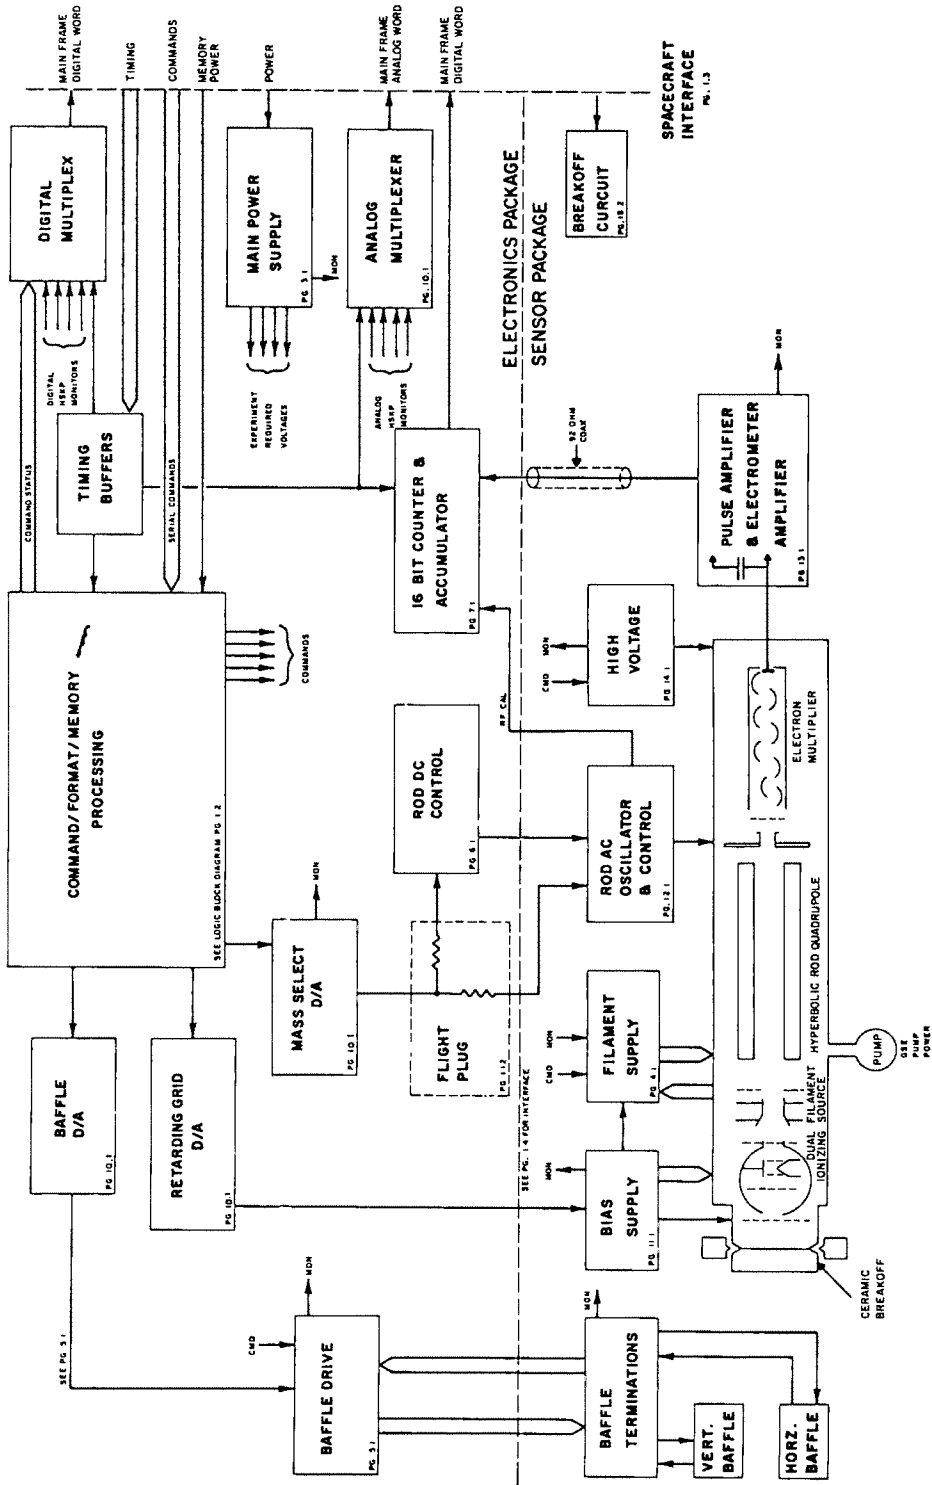 MAIN FRAME
DIGITAL WORD
TIMING
COMMANDS
MEMORY
POWER
POWER
MAIN FRAME
ANALOG WORD
MAIN FRAME
DIGITAL WORD
SPACECRAFT
INTERFACE
PG. 1.3
DIGITAL
MULTIPLEX
MAIN POWER
SUPPLY
PG 3.1
MON
ANALOG
MULTIPLEXER
PG. 10.1
ELECTRONICS PACKAGE
SENSOR PACKAGE
BREAKOFF
CURCUIT
COMMAND STATUS
DIGITAL
HSKP
MONITORS
TIMING
BUFFERS
SERIAL COMMANDS
EXPERIMENT
REQUIRED
VOLTAGES
ANALOG
HSKP
MONITORS
16 BIT COUNTER &
ACCUMULATOR
PG 7.1
92 OHM
COAX
PULSE AMPLIFIER
& ELECTROMETER
AMPLIFIER
PG 13.1
MON
COMMAND/FORMAT/MEMORY
PROCESSING
SEE LOGIC BLOCK DIAGRAM PG 1.2
COMMANDS
ROD DC
CONTROL
PG 6.1
RF CAL
CMD
MON
HIGH
VOLTAGE
PG 14.1
ELECTRON
MULTIPLIER
MASS SELECT
D/A
PG 10.1
MON
FLIGHT
PLUG
PG 1.12
ROD AC
OSCILLATOR
& CONTROL
PG. 12.1
HYPERBOLIC ROD QUADRUPOLE
BAFFLE
D/A
PG 10.1
RETARDING GRID
D/A
PG 10.1
SEE PG. 1.4 FOR INTERFACE
CMD
MON
FILAMENT
SUPPLY
PG 4.1
MON
BIAS
SUPPLY
PG 11.1
DUAL FILAMENT
IONIZING SOURCE
PUMP
GSE
PUMP
POWER
SEE PG 5.1
CMD
MON
BAFFLE DRIVE
PG 5.1
MON
BAFFLE
TERMINATIONS
VERT.
BAFFLE
HORZ.
BAFFLE
CERAMIC
BREAKOFF